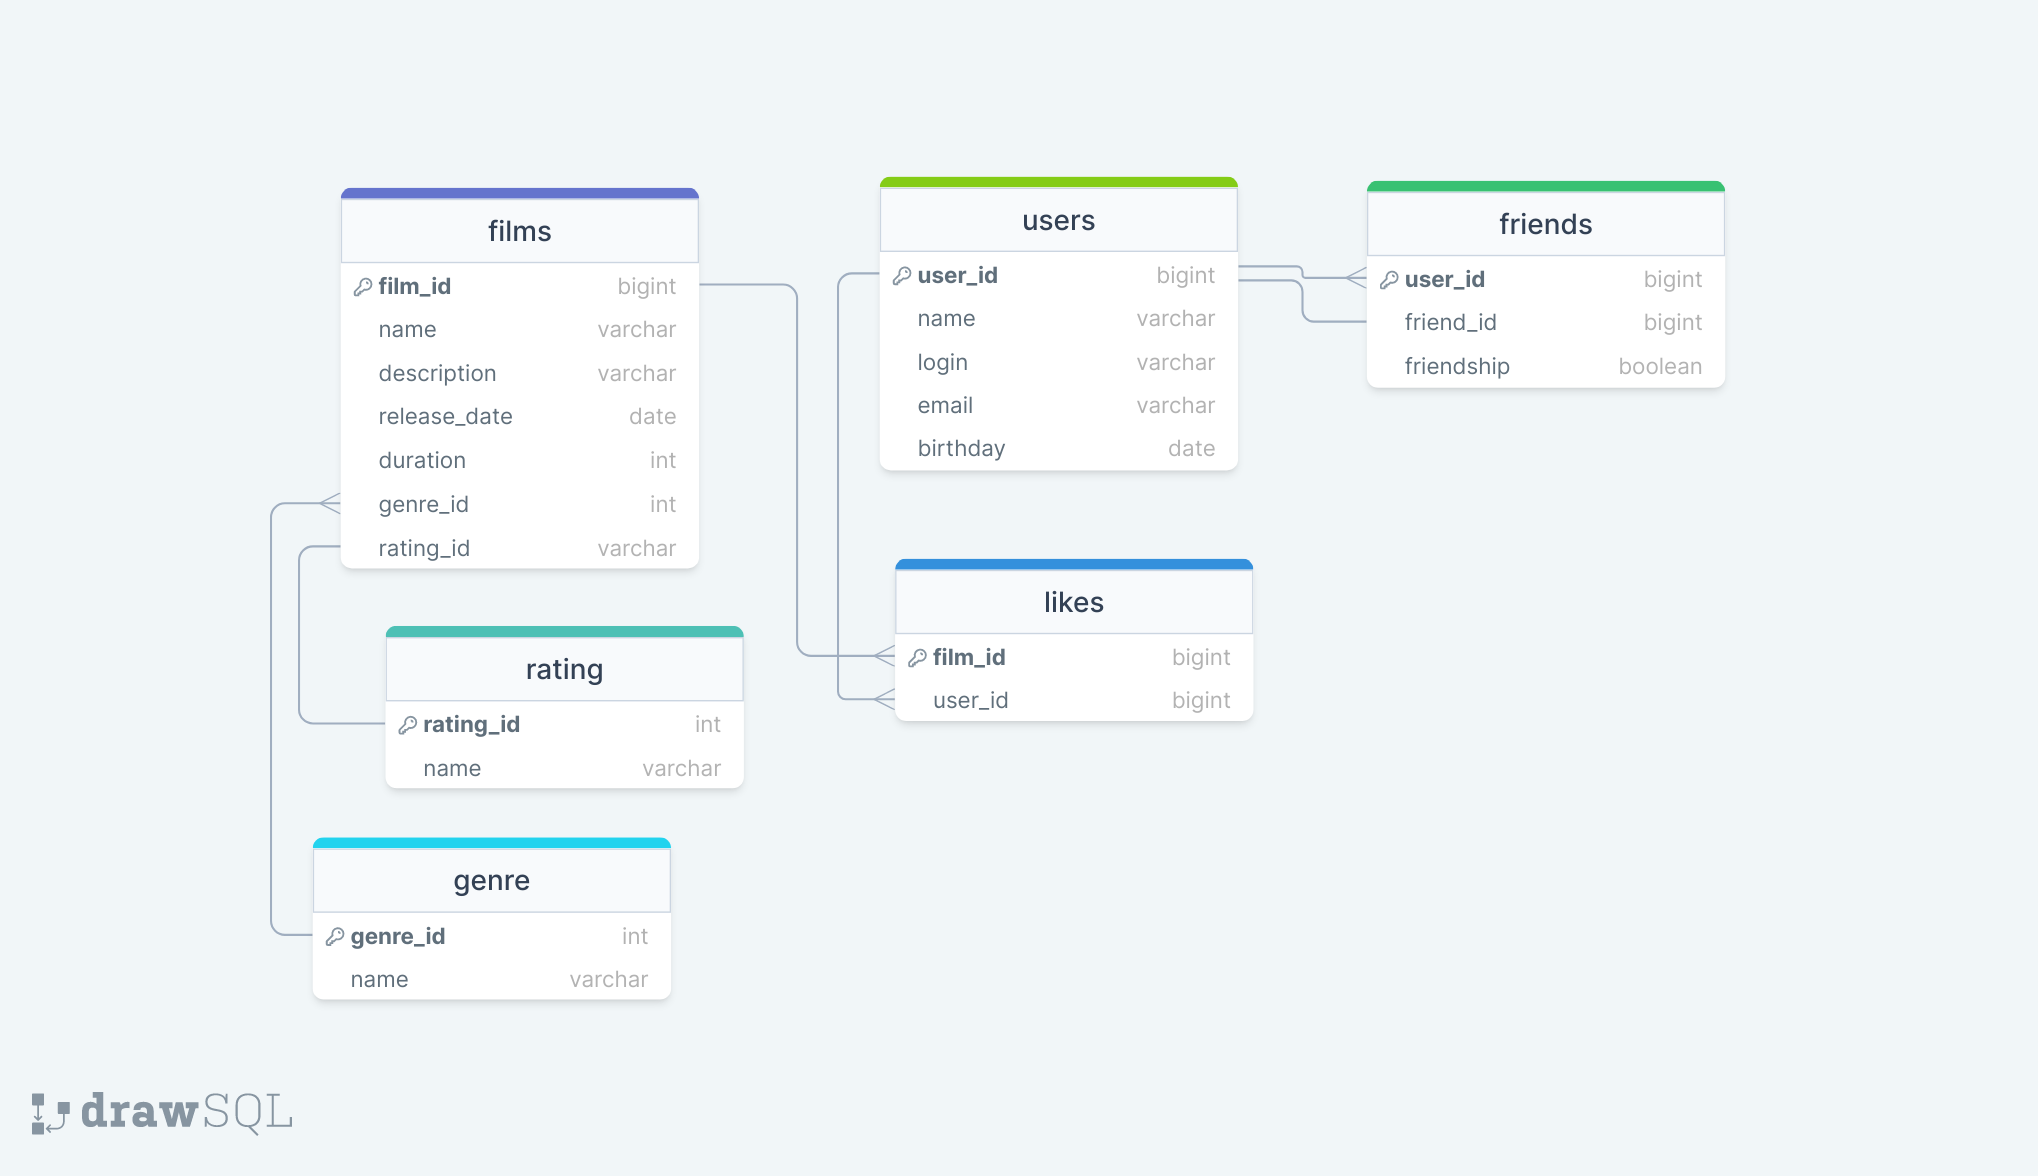 films
film_id bigint
name varchar
description varchar
release_date date
duration int
genre_id int
rating_id varchar
users
user_id bigint
name varchar
login varchar
email varchar
birthday date
friends
user_id bigint
friend_id bigint
friendship boolean
likes
film_id bigint
user_id bigint
rating
rating_id int
name varchar
genre
genre_id int
name varchar
drawSQL